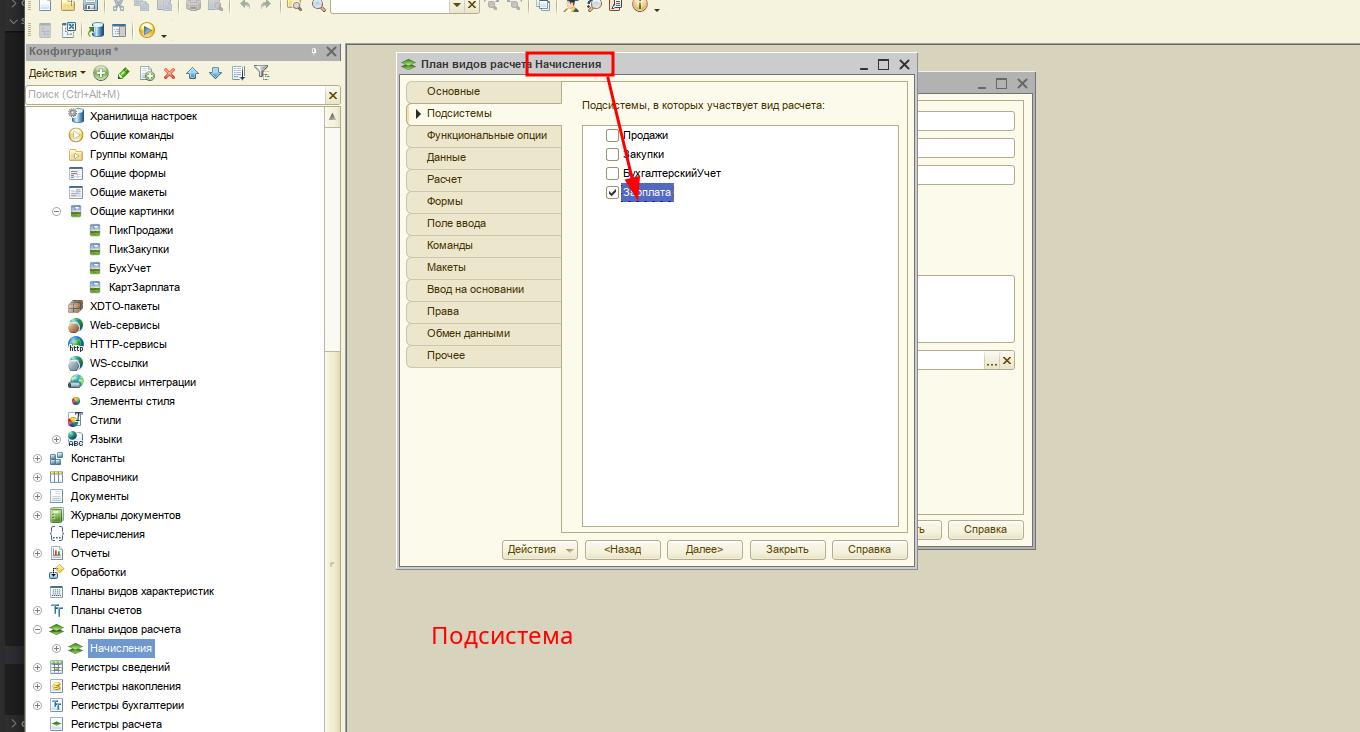 Конфигурация *
Действия
Поиск (Ctrl+Alt+M)
Хранилища настроек
Общие команды
Группы команд
Общие формы
Общие макеты
Общие картинки
ПикПродажи
ПикЗакупки
БухУчет
КартЗарплата
XDTO-пакеты
Web-сервисы
HTTP-сервисы
WS-ссылки
Сервисы интеграции
Элементы стиля
Стили
Языки
Константы
Справочники
Документы
Журналы документов
Перечисления
Отчеты
Обработки
Планы видов характеристик
Планы счетов
Планы видов расчета
Начисления
Регистры сведений
Регистры накопления
Регистры бухгалтерии
Регистры расчета
План видов расчета Начисления
Основные
Подсистемы
Функциональные опции
Данные
Расчет
Формы
Поле ввода
Команды
Макеты
Ввод на основании
Права
Обмен данными
Прочее
Подсистемы, в которых участвует вид расчета:
Продажи
Закупки
БухгалтерскийУчет
Зарплата
Действия
<Назад
Далее>
Закрыть
Справка
...
Справка
Подсистема